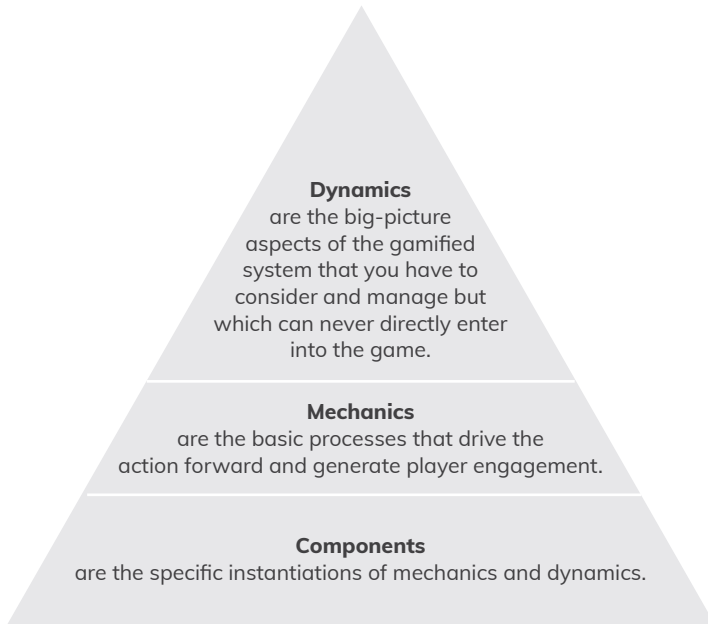 Dynamics
are the big-picture
aspects of the gamified
system that you have to
consider and manage but
which can never directly enter
into the game.
Mechanics
are the basic processes that drive the
action forward and generate player engagement.
Components
are the specific instantiations of mechanics and dynamics.